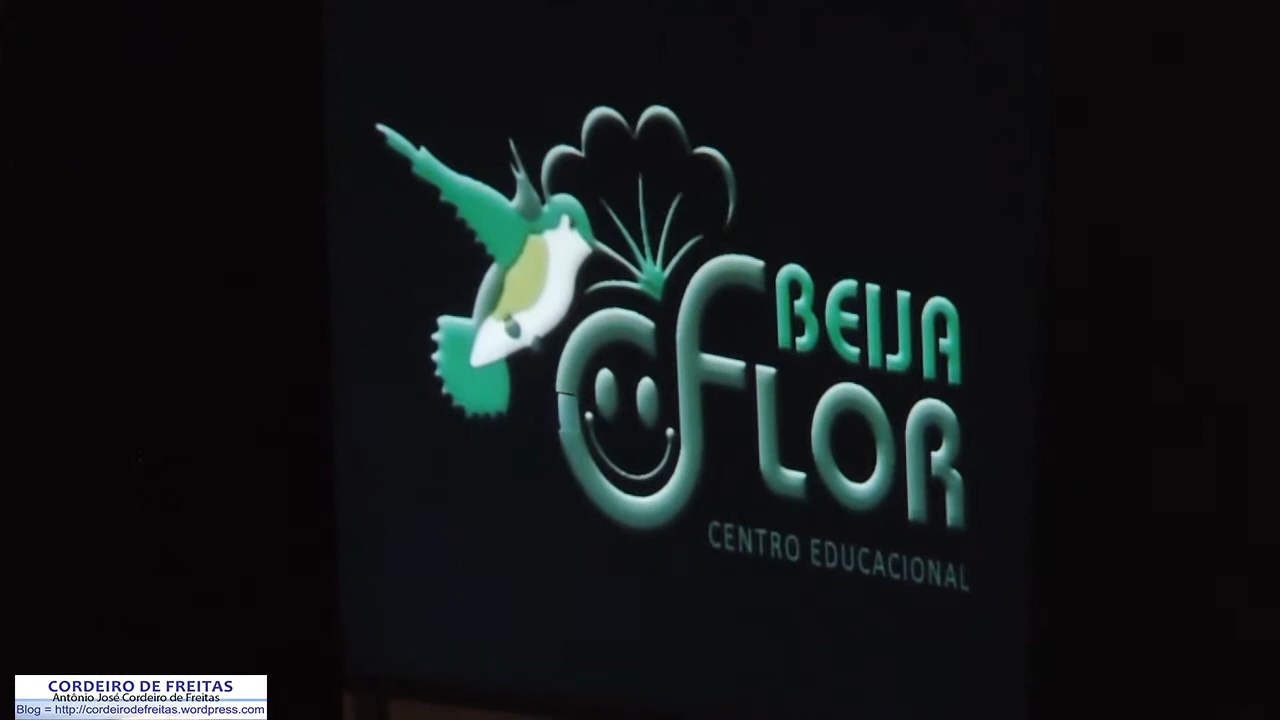 BEIJA
FLOR
CENTRO EDUCACIONAL
CORDEIRO DE FREITAS
Antônio José Cordeiro de Freitas
Blog = http://cordeirodefreitas.wordpress.com